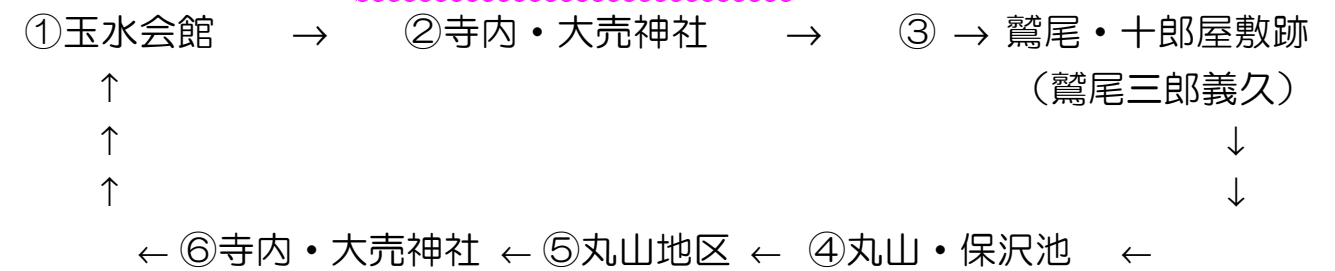 ①玉水会館 → ②寺内・大売神社 → ③ → 鷲尾・十郎屋敷跡
↑ （鷲尾三郎義久）
↑ ↓
↑ ↓
← ⑥寺内・大売神社 ← ⑤丸山地区 ← ④丸山・保沢池 ←